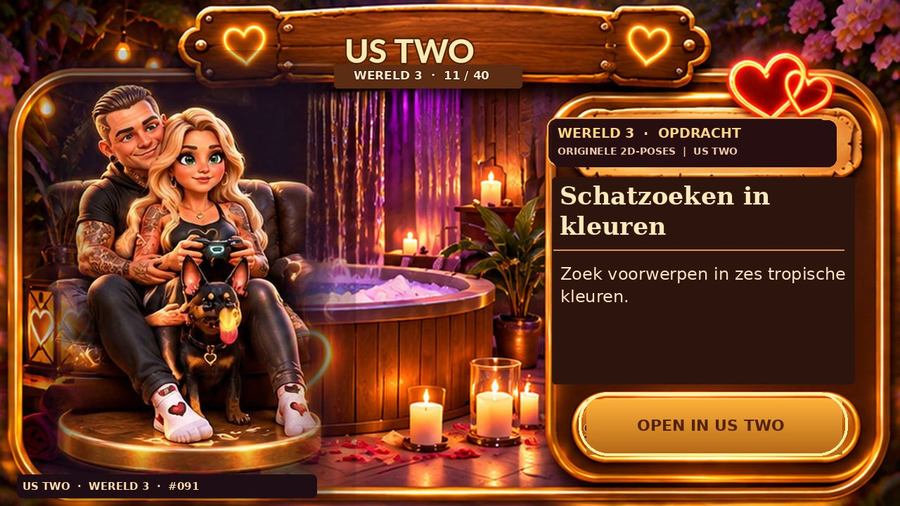 US TWO
WERELD 3 · 11 / 40
WERELD 3 · OPDRACHT
ORIGINELE 2D-POSES | US TWO
Schatzoeken in
kleuren
Zoek voorwerpen in zes tropische
kleuren.
OPEN IN US TWO
US TWO · WERELD 3 · #091